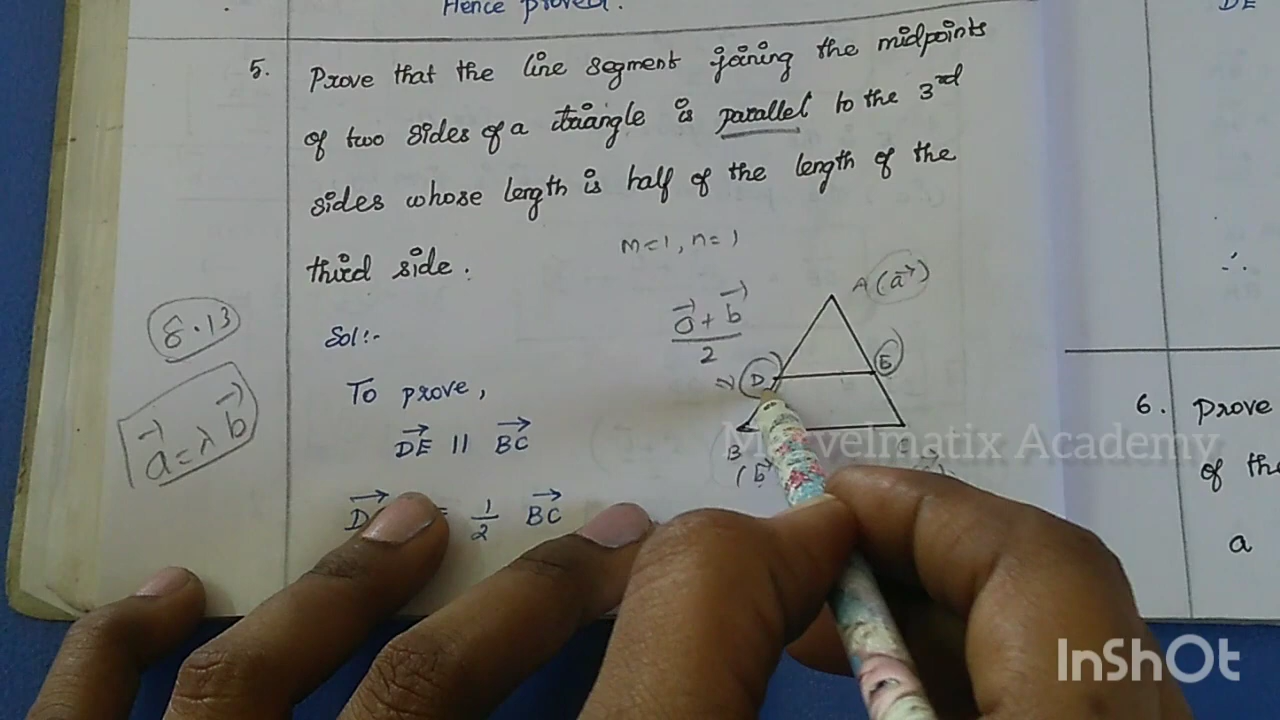 Hence proved.
DE
5. Prove that the line segment joining the midpoints
of two sides of a triangle is parallel to the 3rd
sides whose length is half of the length of the
third side.
m=1, n=1
8.13
Sol:-
A (a⃗)
(a⃗ + b⃗)/2
To prove,
D
E
a⃗ = λ b⃗
DE⃗ || BC⃗
B
(b⃗
C
= 1/2 BC⃗
∴
6. Prove
of the
a
Marvelmatix Academy
InShOt